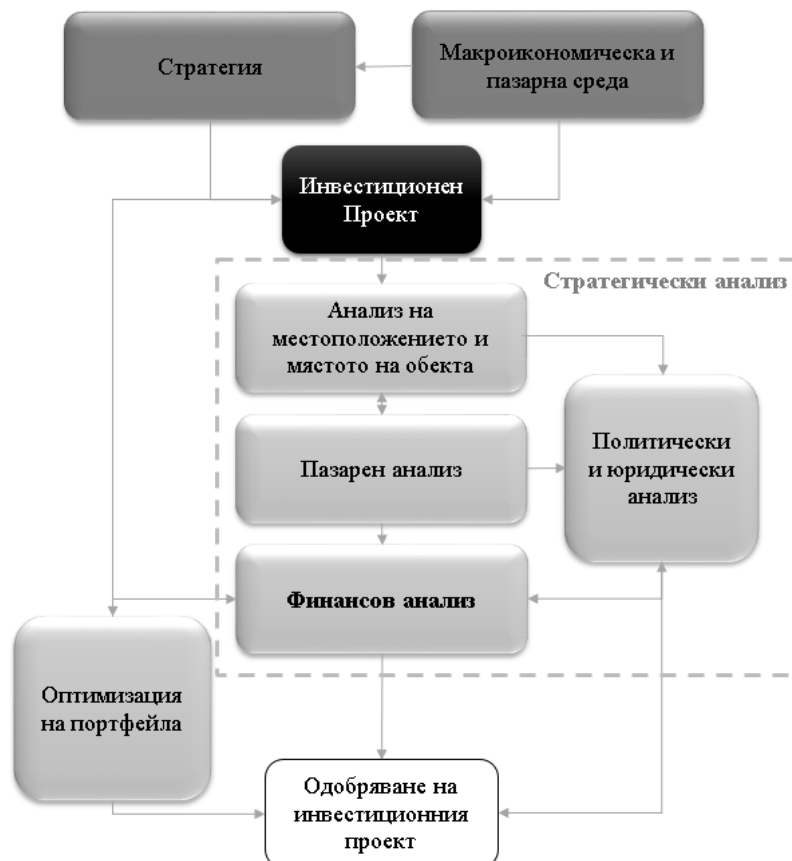 Стратегия
Макроикономическа и
пазарна среда
Инвестиционен
Проект
Стратегически анализ
Анализ на
местоположението и
мястото на обекта
Пазарен анализ
Политически
и юридически
анализ
Финансов анализ
Оптимизация
на портфейла
Одобряване на
инвестиционния
проект